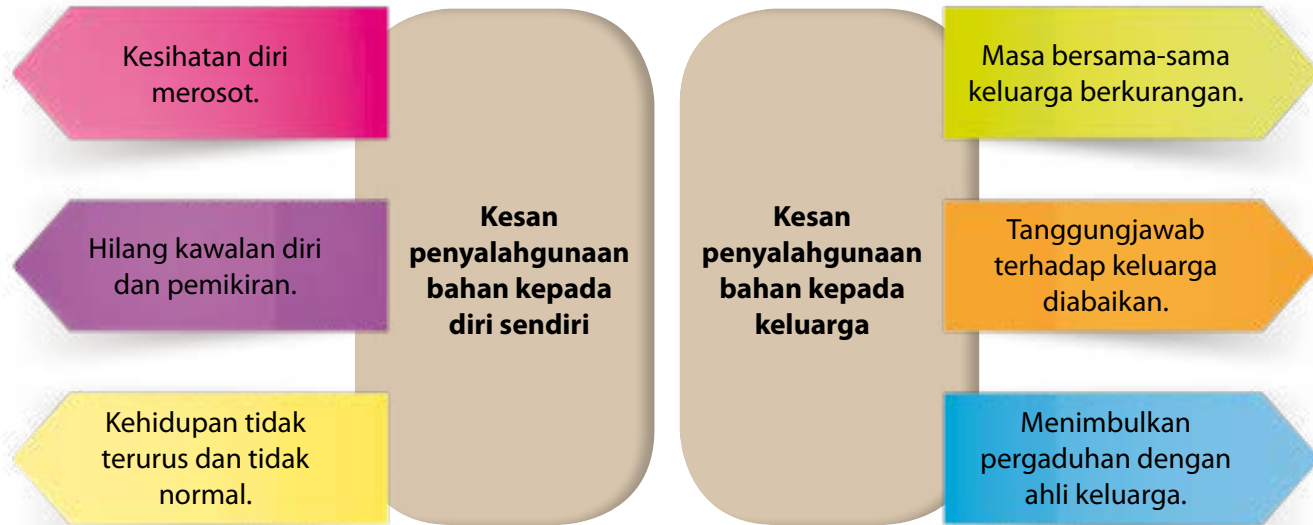 Kesihatan diri
merosot.
Hilang kawalan diri
dan pemikiran.
Kehidupan tidak
terurus dan tidak
normal.
Kesan
penyalahgunaan
bahan kepada
diri sendiri
Kesan
penyalahgunaan
bahan kepada
keluarga
Masa bersama-sama
keluarga berkurangan.
Tanggungjawab
terhadap keluarga
diabaikan.
Menimbulkan
pergaduhan dengan
ahli keluarga.